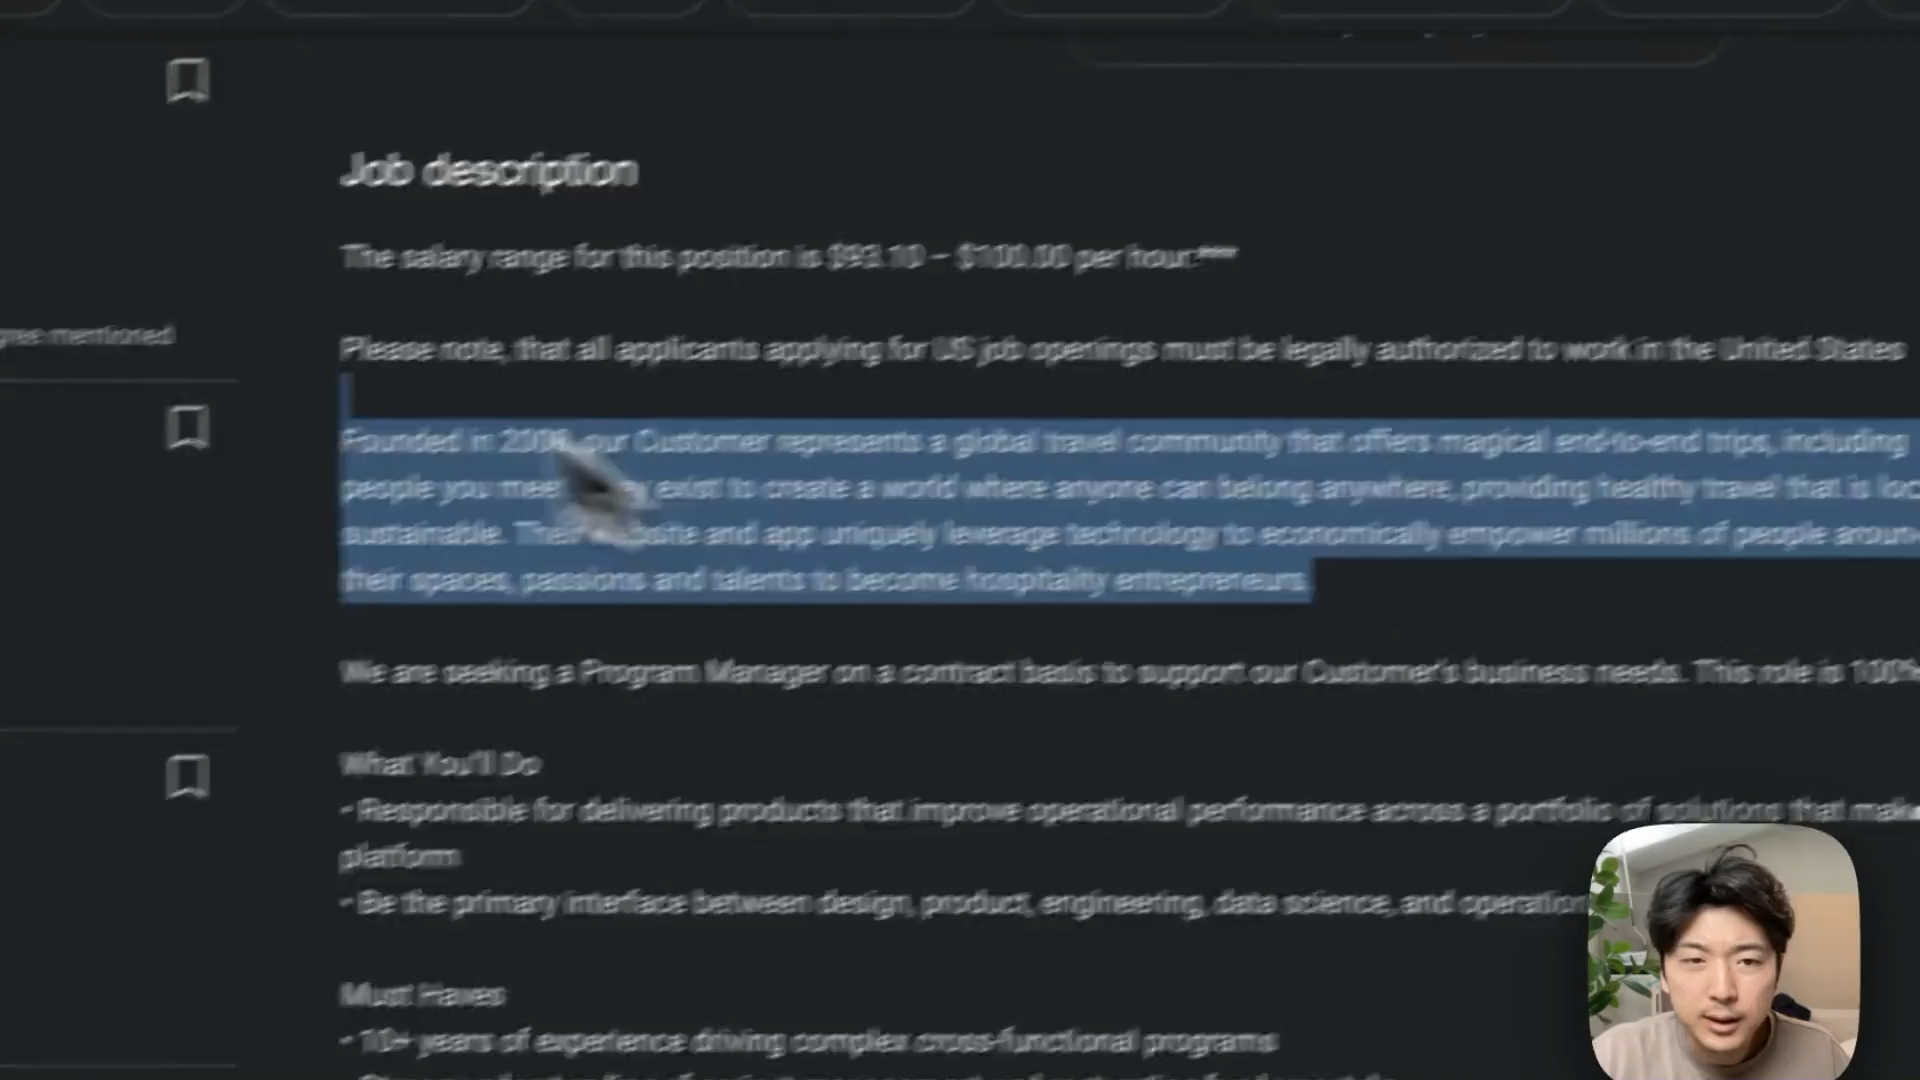 Job description
The salary range for this position is $93.10 – $100.00 per hour.***
Please note, that all applicants applying for US job openings must be legally authorized to work in the United States
mentioned
Founded in our Customer represents a global travel community that offers magical end-to-end trips, including
people you exist to create a world where anyone can belong anywhere, providing healthy travel that is
sustainable. and app uniquely leverage technology to economically empower millions of people
their spaces, passions and talents to become hospitality entrepreneurs.
We are seeking a Program Manager on a contract basis to support our Customer's business needs. This role is 100%
What You'll Do
- Responsible for delivering products that improve operational performance across a portfolio of solutions that make
platform
- Be the primary interface between design, product, engineering, data science, and
Must Haves
- 10+ years of experience driving complex cross-functional programs